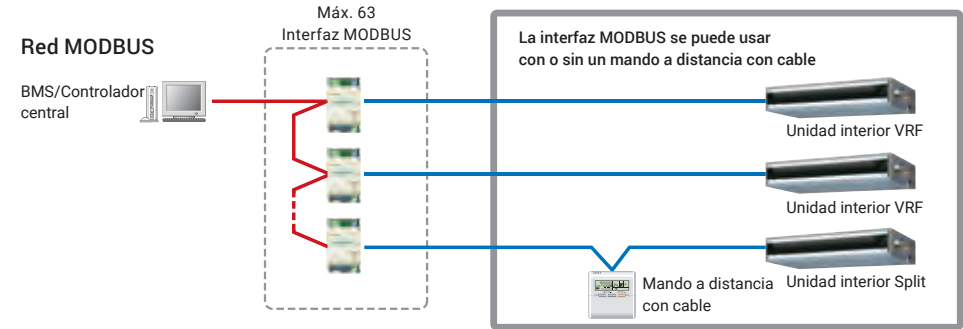 Máx. 63
Interfaz MODBUS
Red MODBUS
BMS/Controlador
central
La interfaz MODBUS se puede usar
con o sin un mando a distancia con cable
Unidad interior VRF
Unidad interior VRF
Unidad interior Split
Mando a distancia
con cable